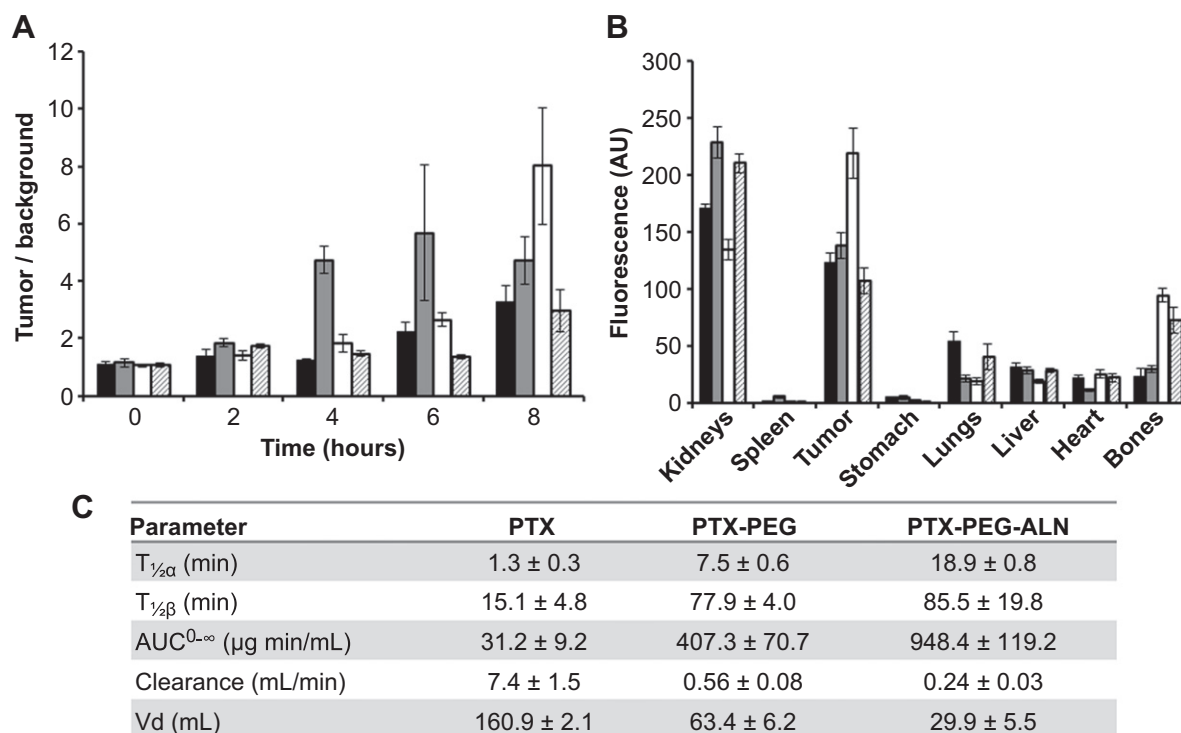 A
Tumor / background
12
10
8
6
4
2
0
0 2 4 6 8
Time (hours)
B
Fluorescence (AU)
300
250
200
150
100
50
0
Kidneys Spleen Tumor Stomach Lungs Liver Heart Bones
C
Parameter PTX PTX-PEG PTX-PEG-ALN
T½α (min) 1.3 ± 0.3 7.5 ± 0.6 18.9 ± 0.8
T½β (min) 15.1 ± 4.8 77.9 ± 4.0 85.5 ± 19.8
AUC0-∞ (µg min/mL) 31.2 ± 9.2 407.3 ± 70.7 948.4 ± 119.2
Clearance (mL/min) 7.4 ± 1.5 0.56 ± 0.08 0.24 ± 0.03
Vd (mL) 160.9 ± 2.1 63.4 ± 6.2 29.9 ± 5.5